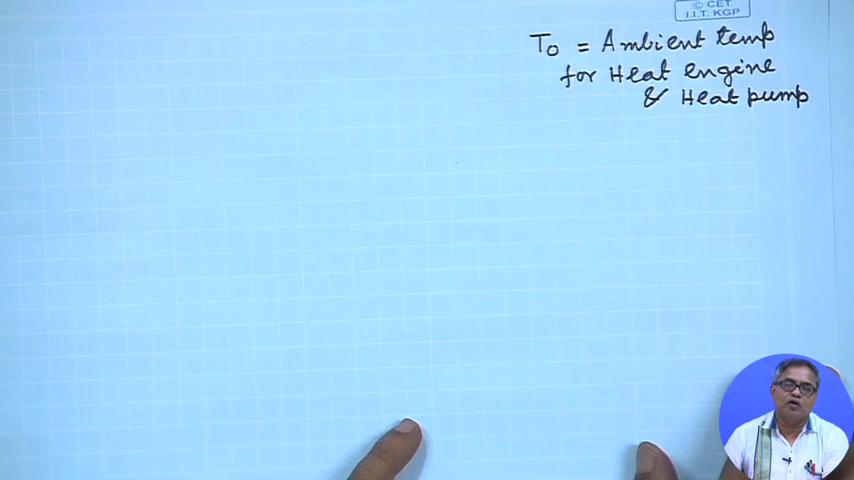 © CET
I.I.T. KGP
T₀ = Ambient temp
for Heat engine
& Heat pump